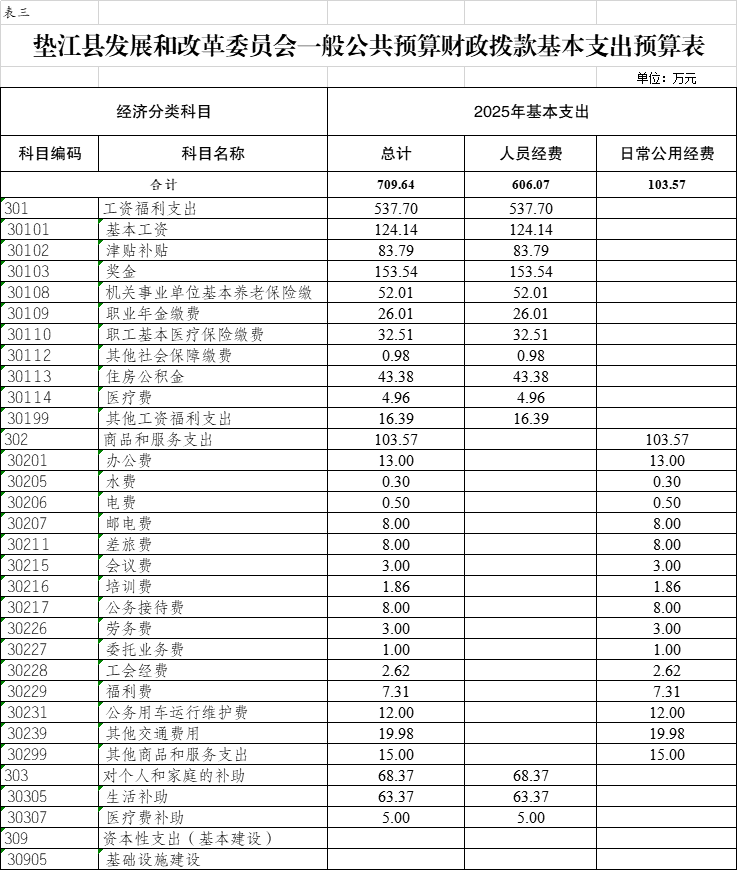 表三
垫江县发展和改革委员会一般公共预算财政拨款基本支出预算表
单位：万元
经济分类科目 2025年基本支出
科目编码 科目名称 总计 人员经费 日常公用经费
合计 709.64 606.07 103.57
301 工资福利支出 537.70 537.70
30101 基本工资 124.14 124.14
30102 津贴补贴 83.79 83.79
30103 奖金 153.54 153.54
30108 机关事业单位基本养老保险缴 52.01 52.01
30109 职业年金缴费 26.01 26.01
30110 职工基本医疗保险缴费 32.51 32.51
30112 其他社会保障缴费 0.98 0.98
30113 住房公积金 43.38 43.38
30114 医疗费 4.96 4.96
30199 其他工资福利支出 16.39 16.39
302 商品和服务支出 103.57 103.57
30201 办公费 13.00 13.00
30205 水费 0.30 0.30
30206 电费 0.50 0.50
30207 邮电费 8.00 8.00
30211 差旅费 8.00 8.00
30215 会议费 3.00 3.00
30216 培训费 1.86 1.86
30217 公务接待费 8.00 8.00
30226 劳务费 3.00 3.00
30227 委托业务费 1.00 1.00
30228 工会经费 2.62 2.62
30229 福利费 7.31 7.31
30231 公务用车运行维护费 12.00 12.00
30239 其他交通费用 19.98 19.98
30299 其他商品和服务支出 15.00 15.00
303 对个人和家庭的补助 68.37 68.37
30305 生活补助 63.37 63.37
30307 医疗费补助 5.00 5.00
309 资本性支出（基本建设）
30905 基础设施建设